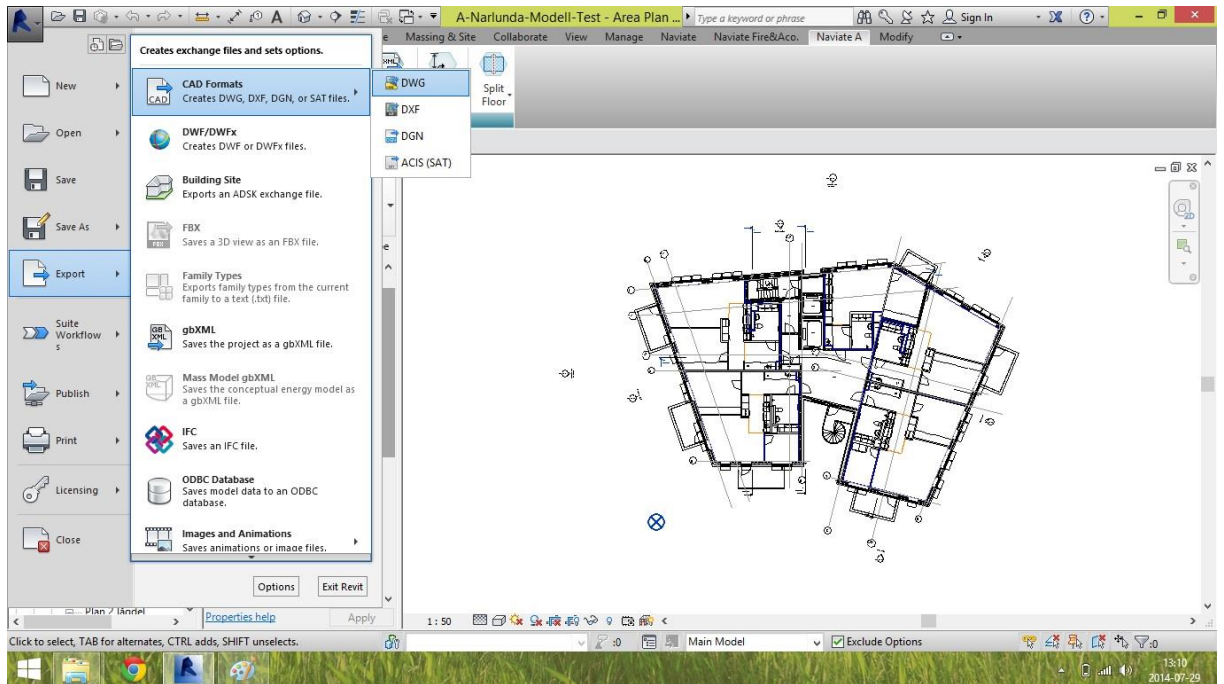 A-Narlunda-Modell-Test - Area Plan ...
Type a keyword or phrase
Sign In
Massing & Site Collaborate View Manage Naviate Naviate Fire&Aco. Naviate A Modify
Creates exchange files and sets options.
New
Open
Save
Save As
Export
Suite
Workflow
s
Publish
Print
Licensing
Close
CAD
CAD Formats
Creates DWG, DXF, DGN, or SAT files.
DWF/DWFx
Creates DWF or DWFx files.
Building Site
Exports an ADSK exchange file.
FBX
Saves a 3D view as an FBX file.
Family Types
Exports family types from the current
family to a text (.txt) file.
gbXML
Saves the project as a gbXML file.
Mass Model gbXML
Saves the conceptual energy model as
a gbXML file.
IFC
Saves an IFC file.
ODBC Database
Saves model data to an ODBC
database.
Images and Animations
Saves animations or image files.
Options
Exit Revit
DWG
DXF
DGN
ACIS (SAT)
Split
Floor
2D
Properties help
Apply
1 : 50
Click to select, TAB for alternates, CTRL adds, SHIFT unselects.
:0
Main Model
Exclude Options
:0
13:10
2014-07-29